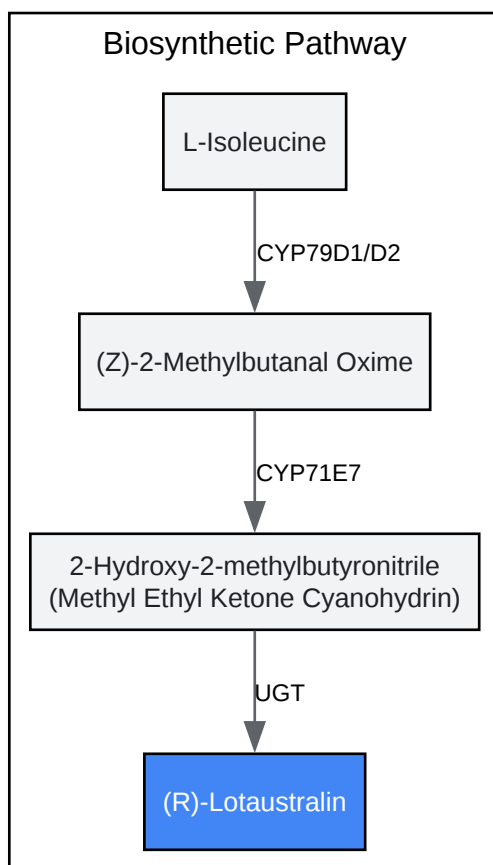 Biosynthetic Pathway
L-Isoleucine
CYP79D1/D2
(Z)-2-Methylbutanal Oxime
CYP71E7
2-Hydroxy-2-methylbutyronitrile
(Methyl Ethyl Ketone Cyanohydrin)
UGT
(R)-Lotaustralin